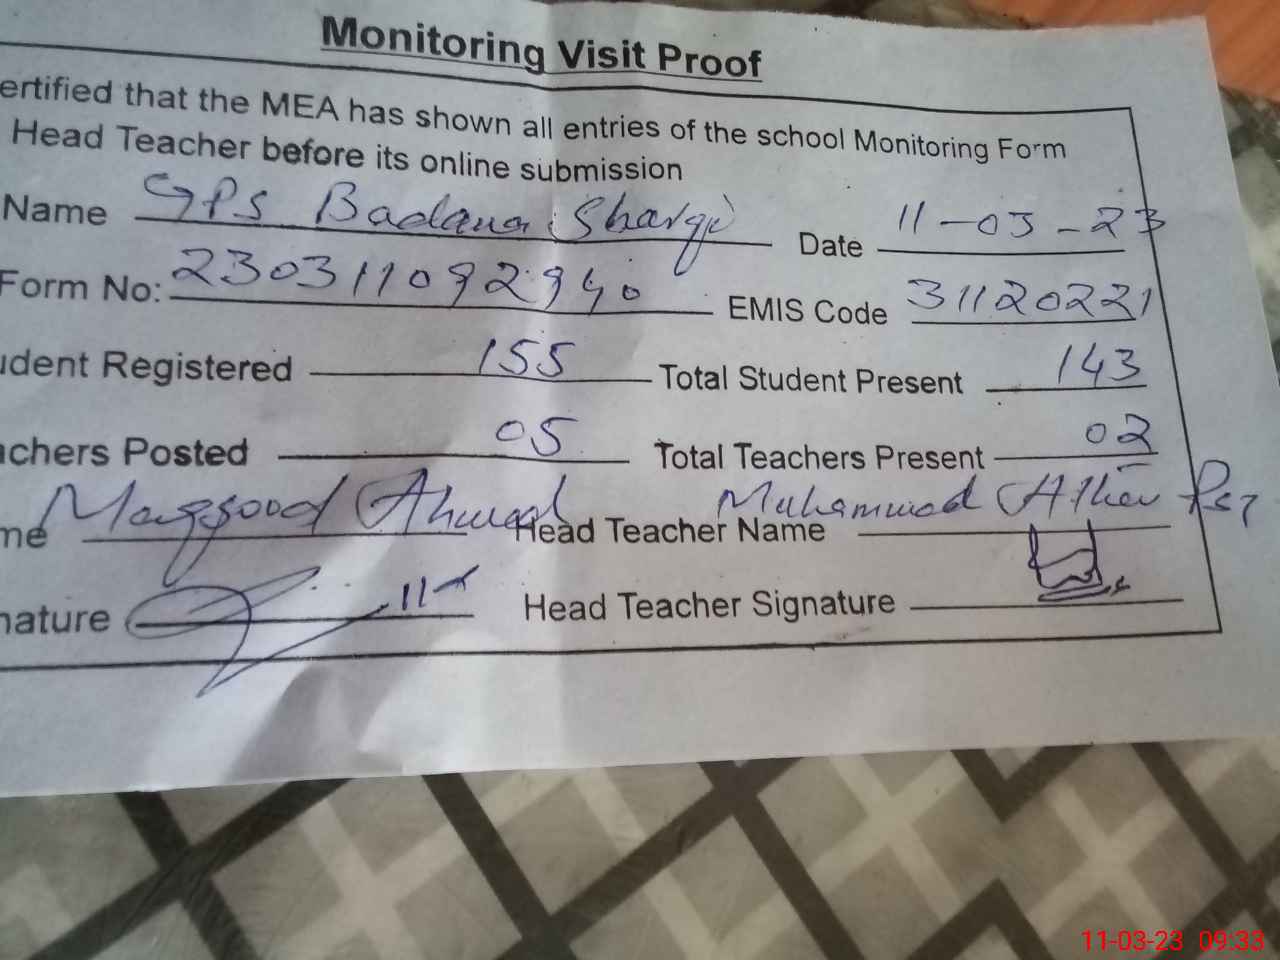 Monitoring Visit Proof
ertified that the MEA has shown all entries of the school Monitoring Form
Head Teacher before its online submission
Name GPS Badana Sharqi Date 11-03-23
Form No: 230311092940 EMIS Code 31120221
udent Registered 155 Total Student Present 143
achers Posted 05 Total Teachers Present 02
me Maqsood Ahmad Head Teacher Name Muhammad Ather
nature 11 Head Teacher Signature
11-03-23 09:33